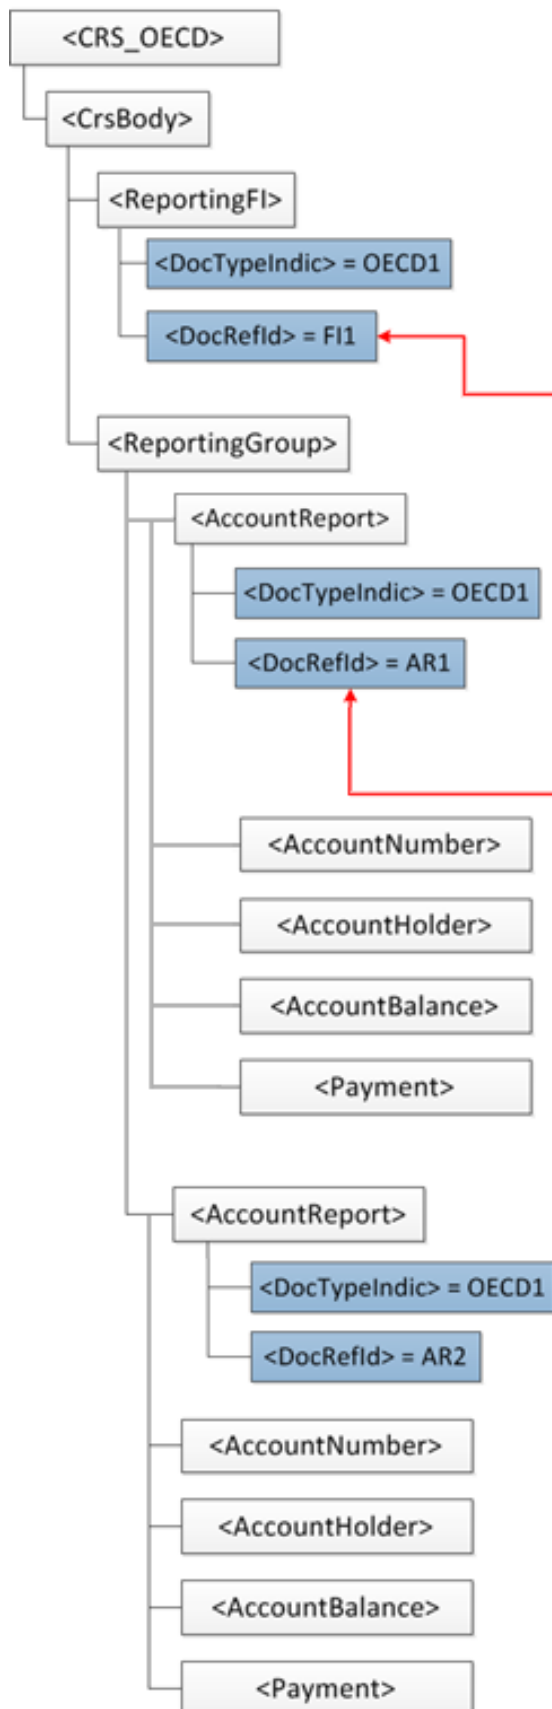 <CRS_OECD>
<CrsBody>
<ReportingFI>
<DocTypeIndic> = OECD1
<DocRefId> = FI1
<ReportingGroup>
<AccountReport>
<DocTypeIndic> = OECD1
<DocRefId> = AR1
<AccountNumber>
<AccountHolder>
<AccountBalance>
<Payment>
<AccountReport>
<DocTypeIndic> = OECD1
<DocRefId> = AR2
<AccountNumber>
<AccountHolder>
<AccountBalance>
<Payment>